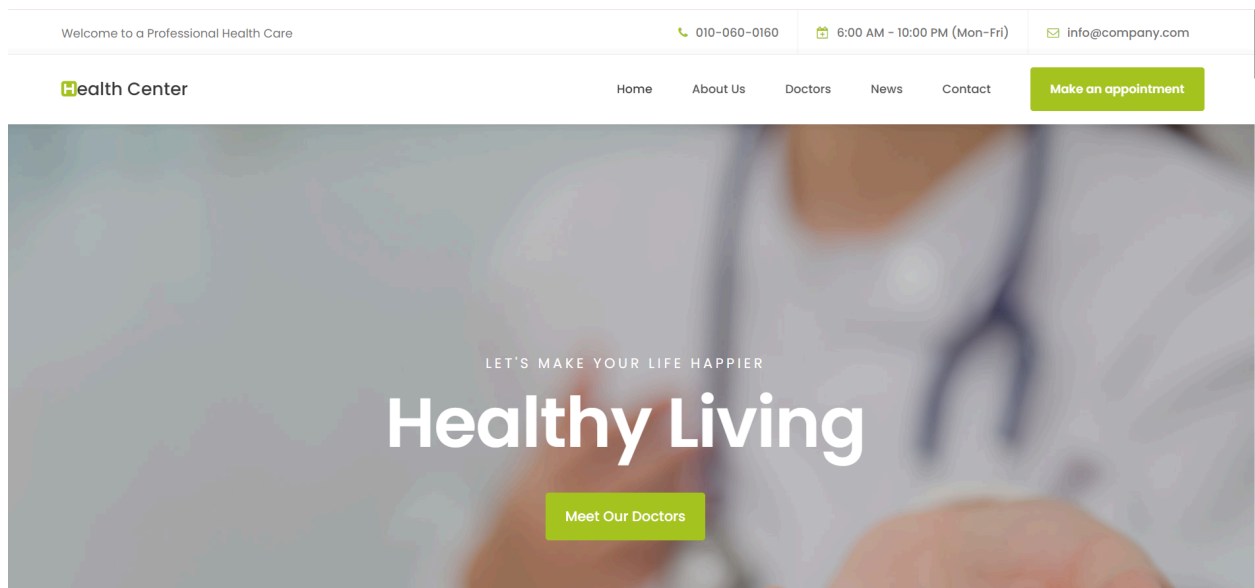 Welcome to a Professional Health Care
010-060-0160
6:00 AM - 10:00 PM (Mon-Fri)
info@company.com
Health Center
Home
About Us
Doctors
News
Contact
Make an appointment
LET'S MAKE YOUR LIFE HAPPIER
Healthy Living
Meet Our Doctors